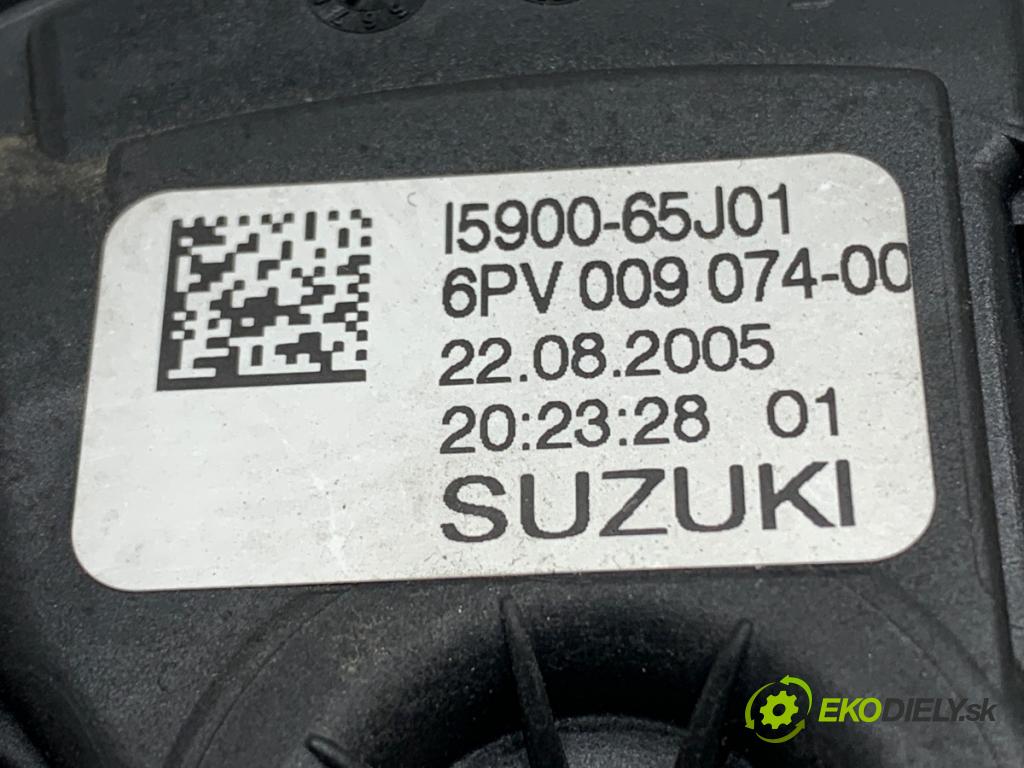 I5900-65J01
6PV 009 074-00
22.08.2005
20:23:28 01
SUZUKI
EKODIELY.sk